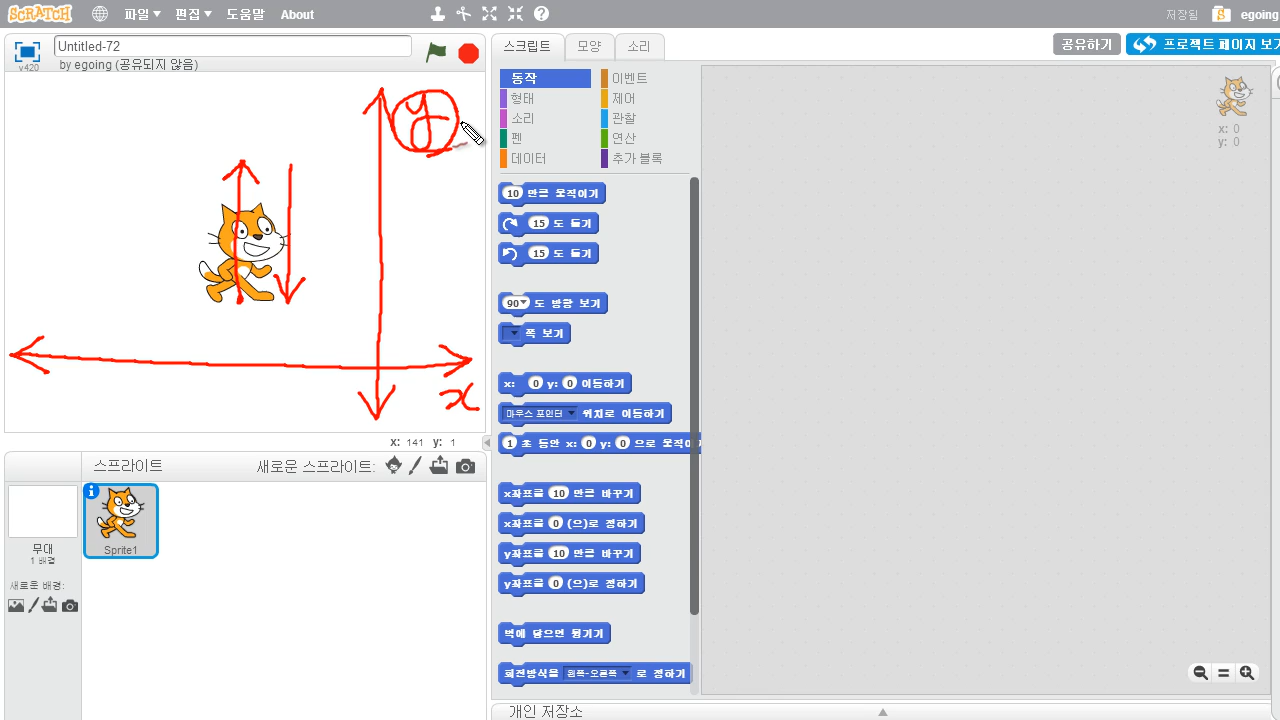 SCRATCH 파일 편집 도움말 About 저장됨 egoing
Untitled-72
by egoing (공유되지 않음)
v420
스크립트 모양 소리 공유하기 프로젝트 페이지 보기
동작 이벤트
형태 제어
소리 관찰
펜 연산
데이터 추가 블록
10 만큼 움직이기
15 도 돌기
15 도 돌기
90 도 방향 보기
쪽 보기
x: 0 y: 0 이동하기
마우스 포인터 위치로 이동하기
1 초 동안 x: 0 y: 0 으로 움직이기
x좌표를 10 만큼 바꾸기
x좌표를 0 (으)로 정하기
y좌표를 10 만큼 바꾸기
y좌표를 0 (으)로 정하기
벽에 닿으면 튕기기
회전방식을 왼쪽-오른쪽 로 정하기
x: 0
y: 0
y
x
x: 141 y: 1
스프라이트 새로운 스프라이트:
Sprite1
무대
1 배경
새로운 배경:
개인 저장소